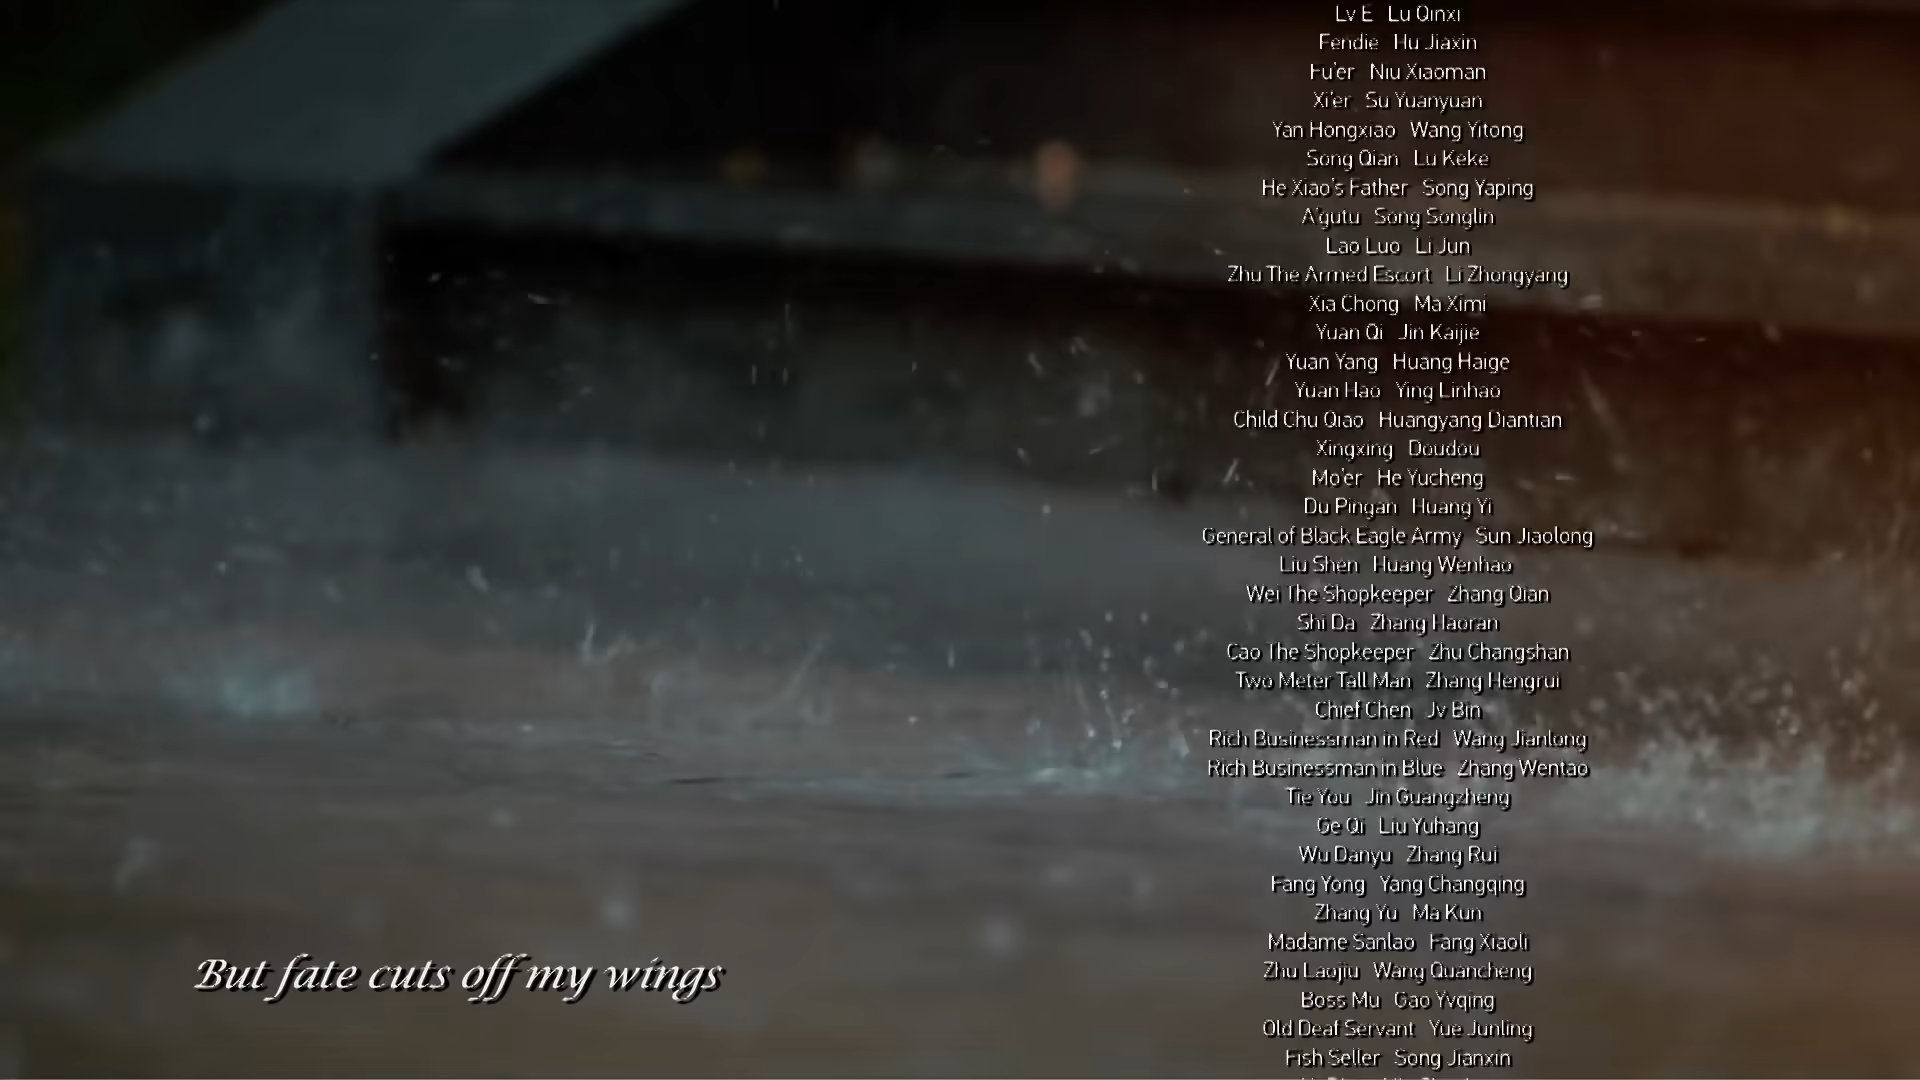 Lv E Lu Qinxi
Fendie Hu Jiaxin
Fu'er Niu Xiaoman
Xi'er Su Yuanyuan
Yan Hongxiao Wang Yitong
Song Qian Lu Keke
He Xiao's Father Song Yaping
A'gutu Song Songlin
Lao Luo Li Jun
Zhu The Armed Escort Li Zhongyang
Xia Chong Ma Ximi
Yuan Qi Jin Kaijie
Yuan Yang Huang Haige
Yuan Hao Ying Linhao
Child Chu Qiao Huangyang Diantian
Xingxing Doudou
Mo'er He Yucheng
Du Pingan Huang Yi
General of Black Eagle Army Sun Jiaolong
Liu Shen Huang Wenhao
Wei The Shopkeeper Zhang Qian
Shi Da Zhang Haoran
Cao The Shopkeeper Zhu Changshan
Two Meter Tall Man Zhang Hengrui
Chief Chen Jv Bin
Rich Businessman in Red Wang Jianlong
Rich Businessman in Blue Zhang Wentao
Tie You Jin Guangzheng
Ge Qi Liu Yuhang
Wu Danyu Zhang Rui
Fang Yong Yang Changqing
Zhang Yu Ma Kun
Madame Sanlao Fang Xiaoli
Zhu Laojiu Wang Quancheng
Boss Mu Gao Yvqing
Old Deaf Servant Yue Junling
Fish Seller Song Jianxin
But fate cuts off my wings